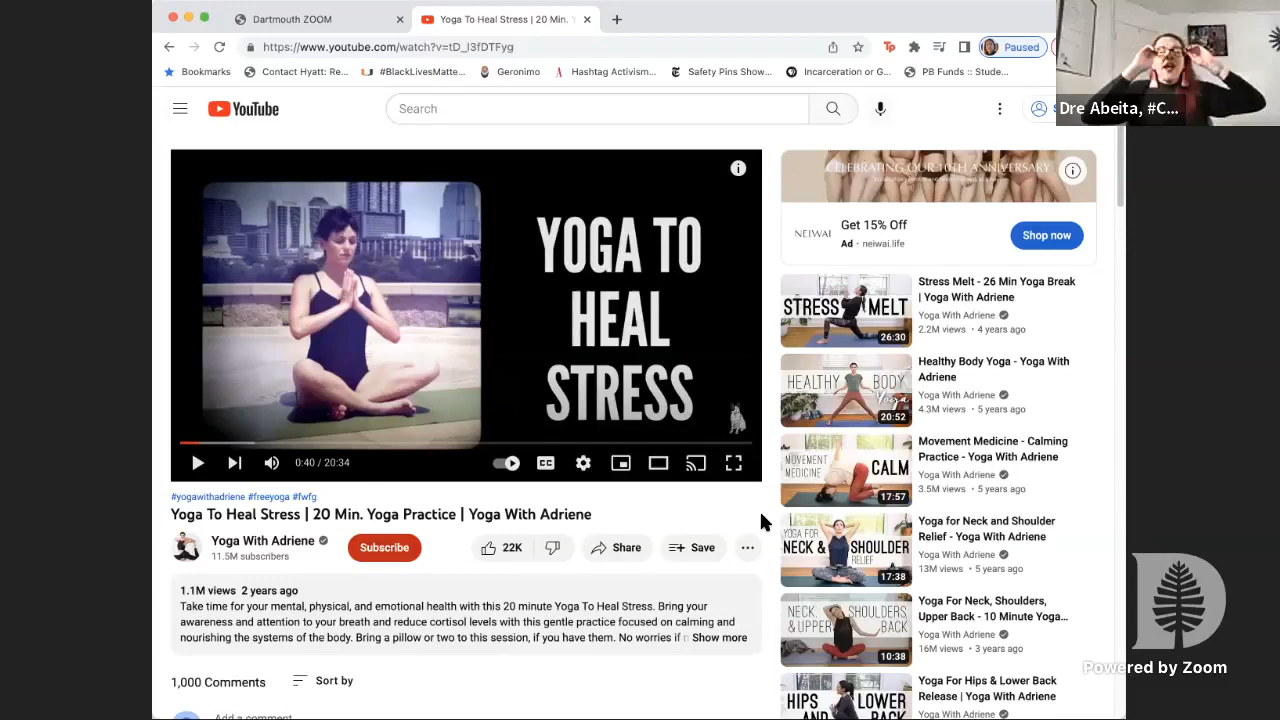 Dartmouth ZOOM
Yoga To Heal Stress | 20 Min. Y
https://www.youtube.com/watch?v=tD_l3fDTFyg
Tp
Paused
Bookmarks
Contact Hyatt: Re...
#BlackLivesMatte...
Geronimo
Hashtag Activism...
Safety Pins Show...
Incarceration or G...
PB Funds :: Stude...
Dre Abeita, #C...
YouTube
Search
YOGA TO
HEAL
STRESS
0:40 / 20:34
CC
#yogawithadriene #freeyoga #fwfg
Yoga To Heal Stress | 20 Min. Yoga Practice | Yoga With Adriene
Yoga With Adriene
11.5M subscribers
Subscribe
22K
Share
Save
1.1M views 2 years ago
Take time for your mental, physical, and emotional health with this 20 minute Yoga To Heal Stress. Bring your
awareness and attention to your breath and reduce cortisol levels with this gentle practice focused on calming and
nourishing the systems of the body. Bring a pillow or two to this session, if you have them. No worries if n Show more
1,000 Comments
Sort by
Add a comment
CELEBRATING OUR 10TH ANNIVERSARY
NEIWAI
Get 15% Off
Ad · neiwai.life
Shop now
STRESS MELT
26:30
Stress Melt - 26 Min Yoga Break
| Yoga With Adriene
Yoga With Adriene
2.2M views • 4 years ago
HEALTHY BODY
Yoga
20:52
Healthy Body Yoga - Yoga With
Adriene
Yoga With Adriene
4.3M views • 5 years ago
MOVEMENT
MEDICINE
CALM
17:57
Movement Medicine - Calming
Practice - Yoga With Adriene
Yoga With Adriene
3.5M views • 5 years ago
YOGA FOR
NECK & SHOULDER
RELIEF
17:38
Yoga for Neck and Shoulder
Relief - Yoga With Adriene
Yoga With Adriene
13M views • 5 years ago
NECK, SHOULDERS,
& UPPER BACK
10:38
Yoga For Neck, Shoulders,
Upper Back - 10 Minute Yoga...
Yoga With Adriene
16M views • 3 years ago
HIPS LOWER
AND BACK
Yoga For Hips & Lower Back
Release | Yoga With Adriene
Yoga With Adriene
D
Powered by Zoom